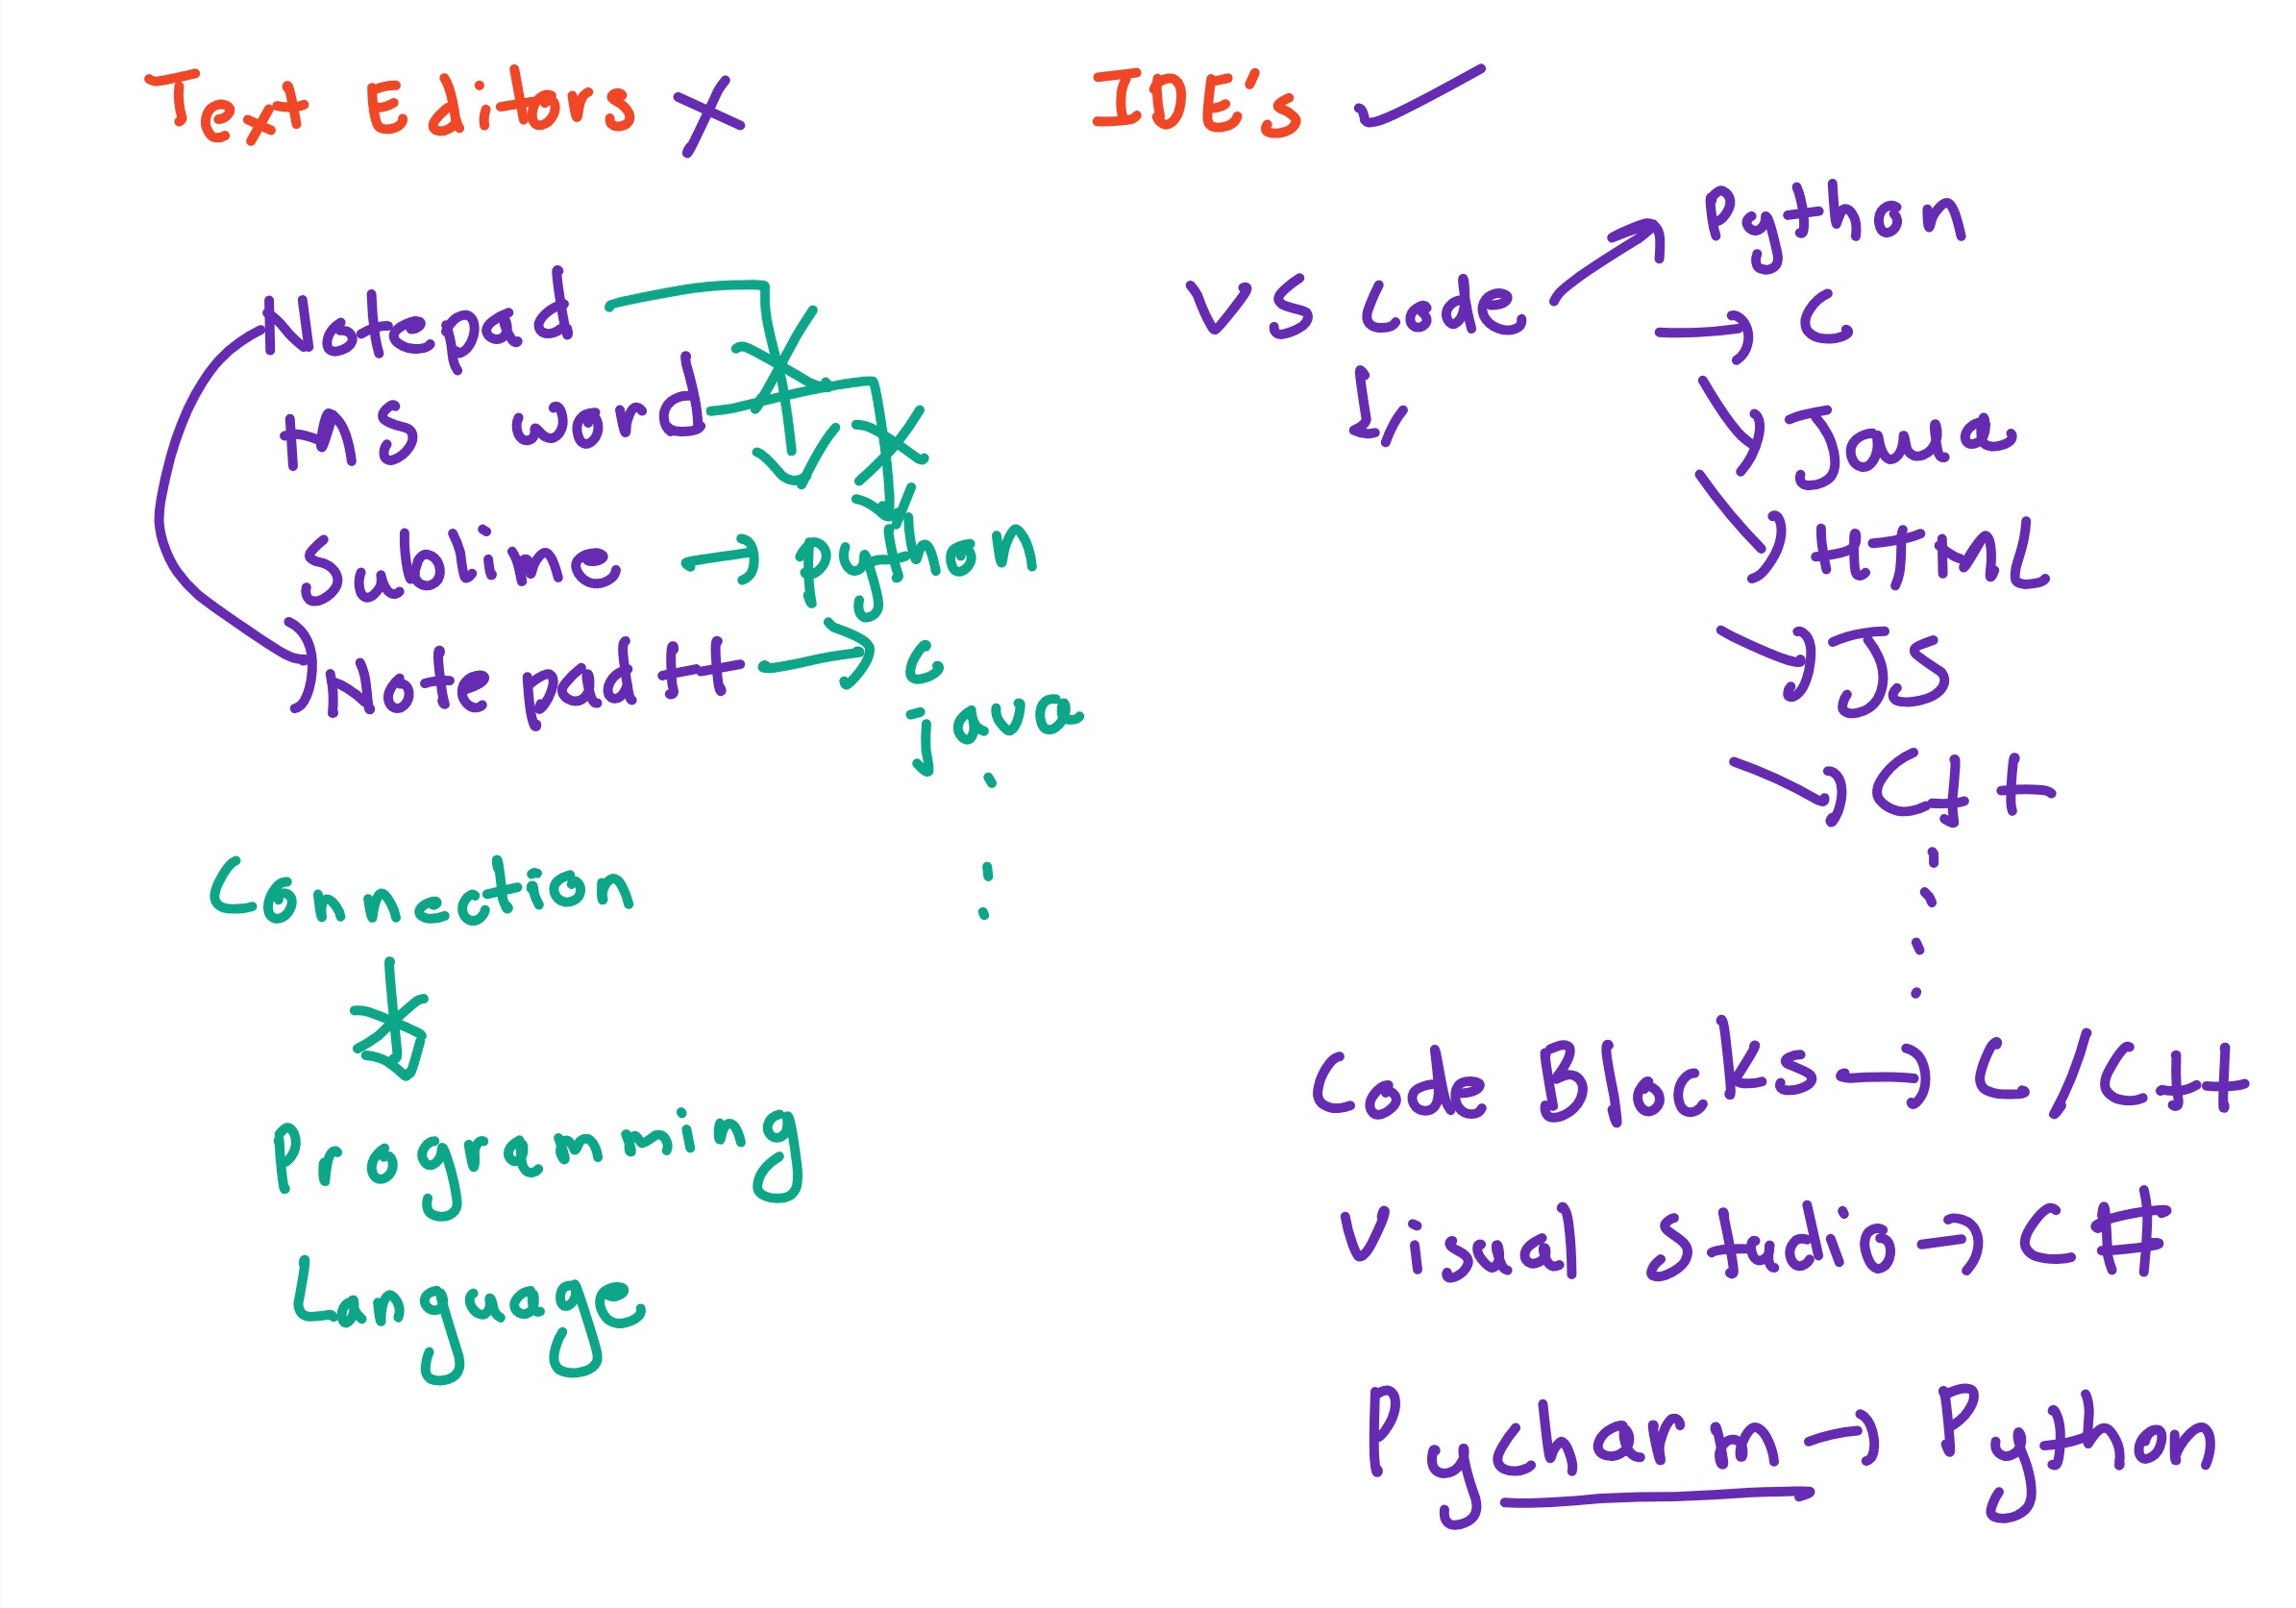 Text Editors
Notepad
MS word
Sublime → python
Notepad++ → C
java
Connection
Programming
Language
IDE's
VS Code → Python
→ C
→ Java
→ HTML
→ JS
→ C++
Code Blocks → C/C++
Visual Studio → C#
Pycharm → Python